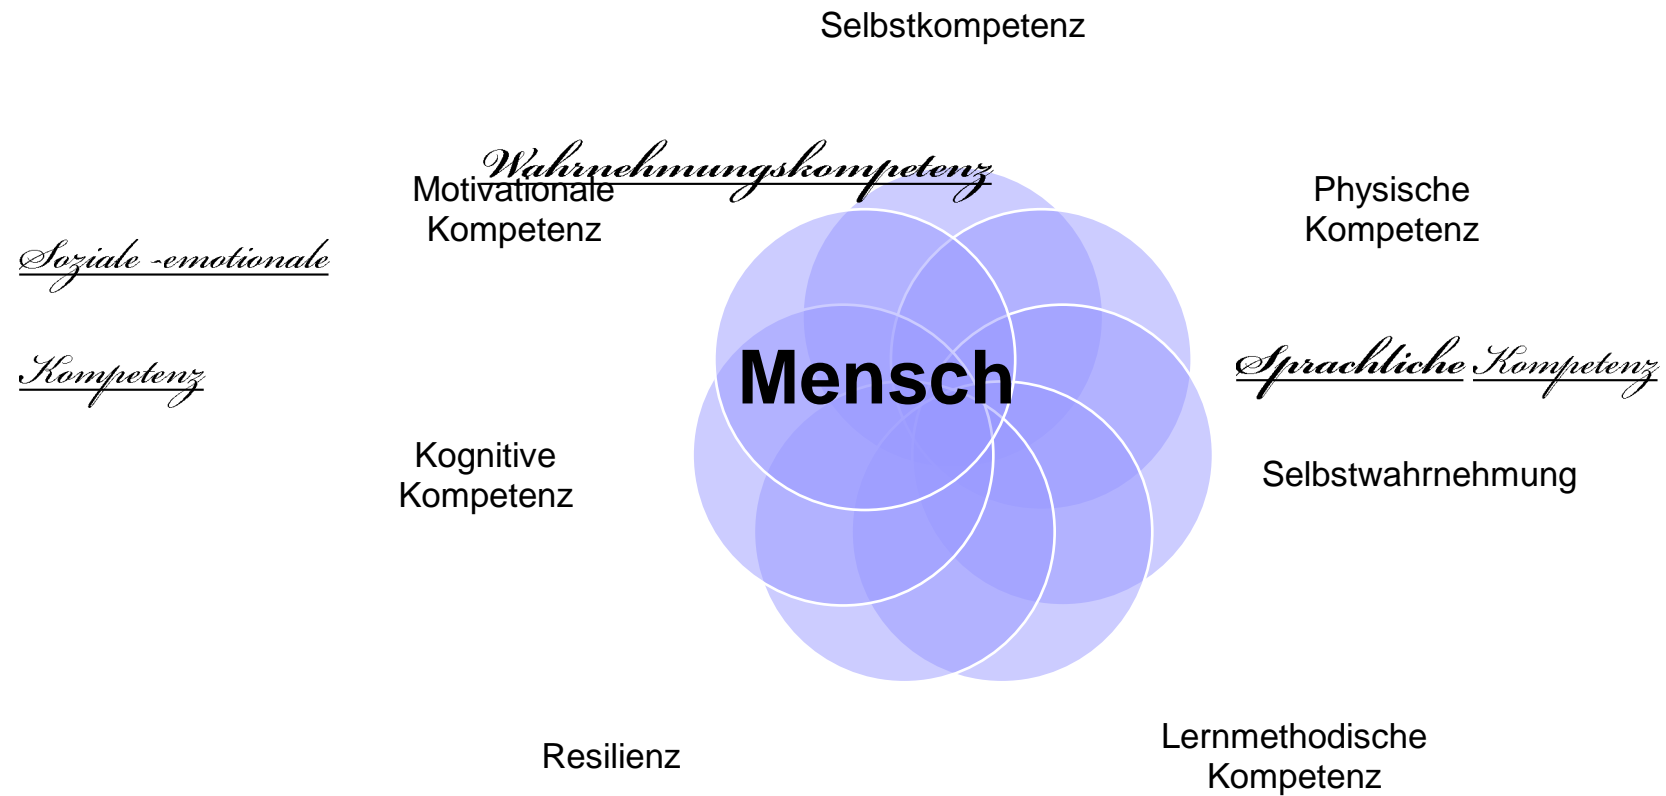 Selbstkompetenz
Wahrnehmungskompetenz
Motivationale
Kompetenz
Physische
Kompetenz
Soziale -emotionale
Kompetenz
Mensch
Sprachliche Kompetenz
Kognitive
Kompetenz
Selbstwahrnehmung
Resilienz
Lernmethodische
Kompetenz